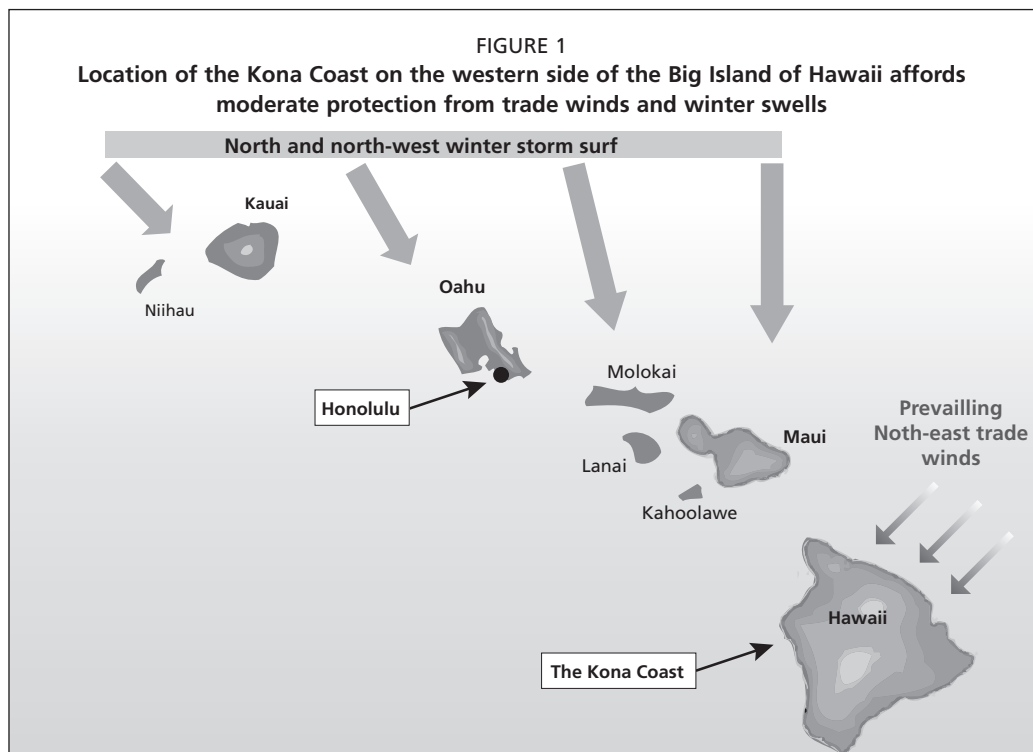 FIGURE 1
Location of the Kona Coast on the western side of the Big Island of Hawaii affords
moderate protection from trade winds and winter swells
North and north-west winter storm surf
Kauai
Niihau
Oahu
Honolulu
Molokai
Maui
Lanai
Kahoolawe
Prevailling
Noth-east trade
winds
Hawaii
The Kona Coast